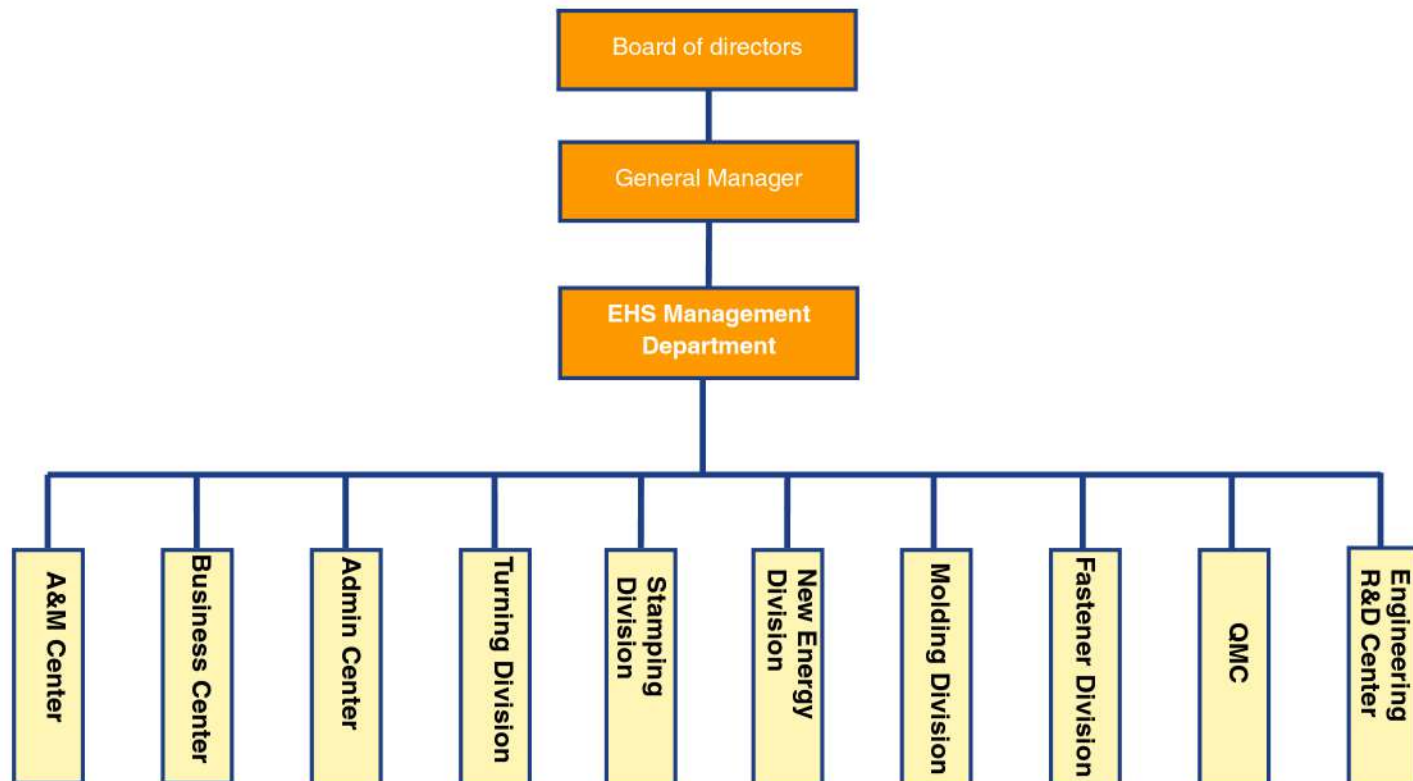 Board of directors
General Manager
EHS Management
Department
A&M Center
Business Center
Admin Center
Turning Division
Stamping
Division
New Energy
Division
Molding Division
Fastener Division
QMC
Engineering
R&D Center